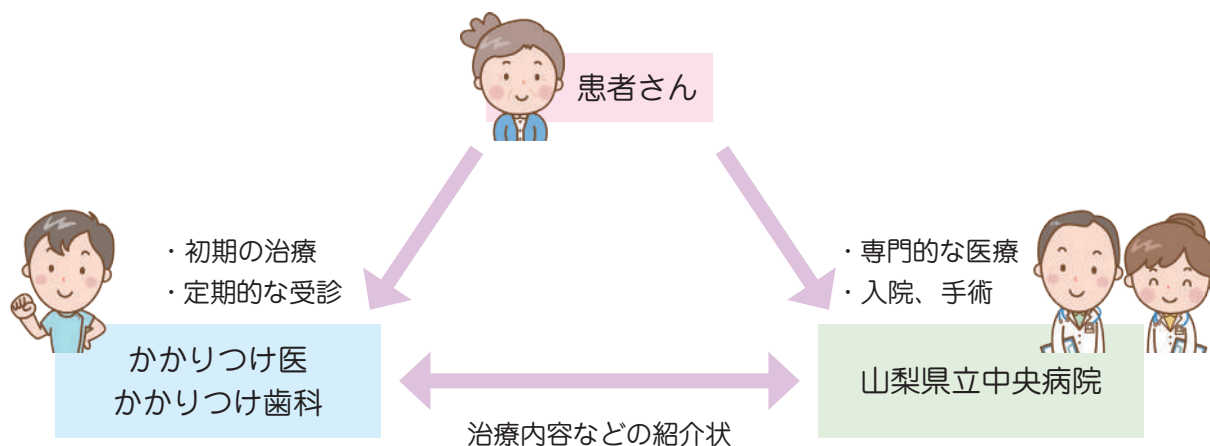 患者さん
・初期の治療
・定期的な受診
・専門的な医療
・入院、手術
かかりつけ医
かかりつけ歯科
山梨県立中央病院
治療内容などの紹介状